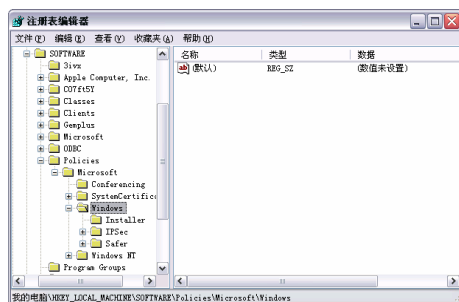 注册表编辑器
文件(F) 编辑(E) 查看(V) 收藏夹(A) 帮助(H)
SOFTWARE
3ivx
Apple Computer, Inc.
C07ft5Y
Classes
Clients
Gemplus
Microsoft
ODBC
Policies
Microsoft
Conferencing
SystemCertific
Windows
Installer
IPSec
Safer
Windows NT
Program Groups
名称 类型 数据
ab (默认) REG_SZ (数值未设置)
我的电脑\HKEY_LOCAL_MACHINE\SOFTWARE\Policies\Microsoft\Windows